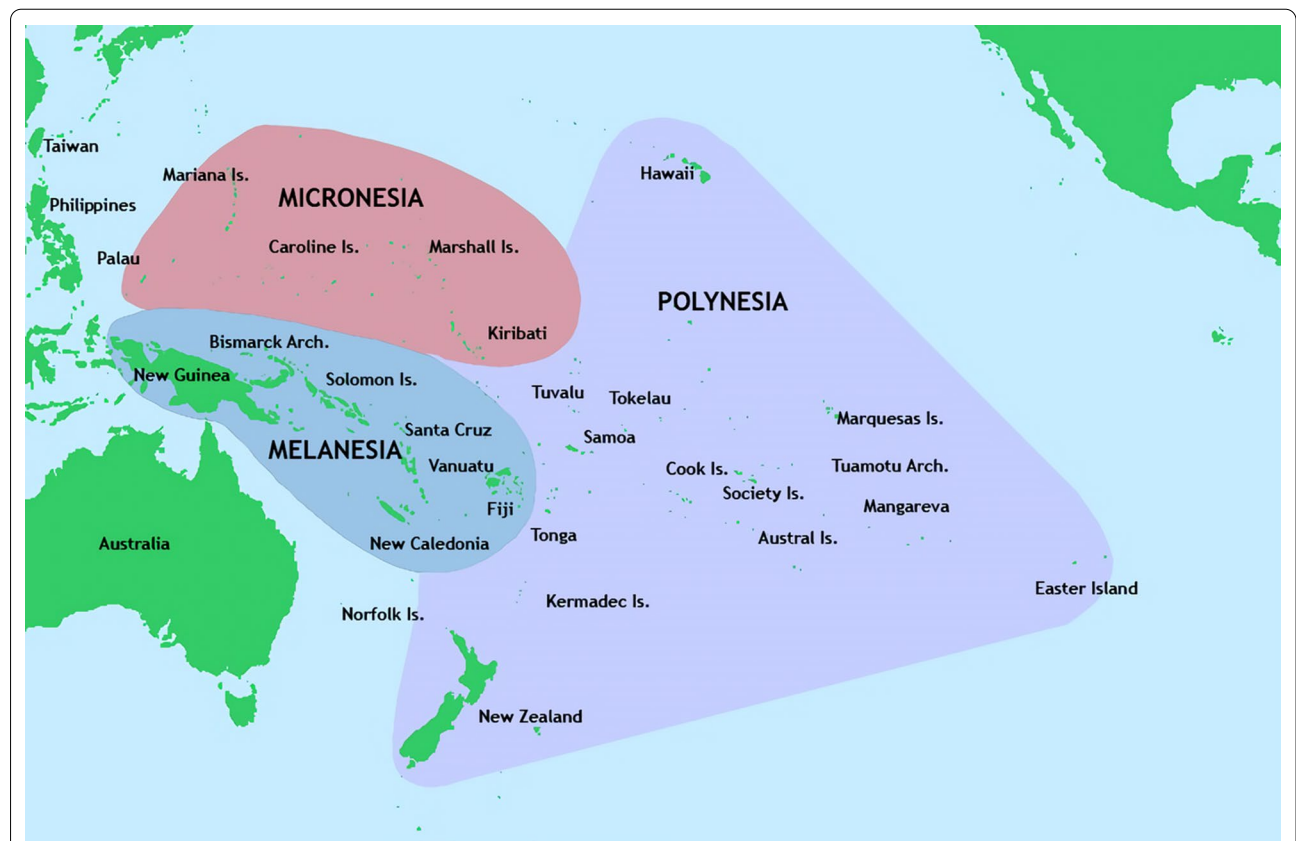 Taiwan
Mariana Is.
Hawaii
MICRONESIA
Philippines
Caroline Is.
Marshall Is.
Palau
POLYNESIA
Kiribati
Bismarck Arch.
New Guinea
Solomon Is.
Tuvalu
Tokelau
Marquesas Is.
Santa Cruz
Samoa
MELANESIA
Vanuatu
Cook Is.
Tuamotu Arch.
Society Is.
Fiji
Mangareva
Tonga
Austral Is.
Australia
New Caledonia
Easter Island
Kermadec Is.
Norfolk Is.
New Zealand